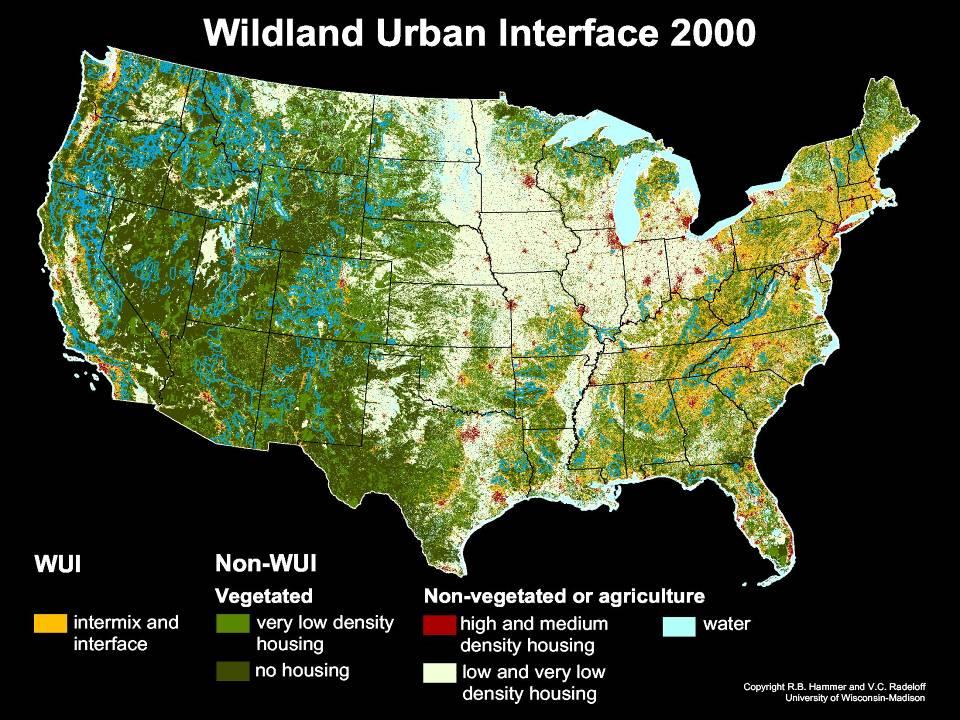 Wildland Urban Interface 2000
WUI
intermix and
interface
Non-WUI
Vegetated
very low density
housing
no housing
Non-vegetated or agriculture
high and medium
density housing
low and very low
density housing
water
Copyright R.B. Hammer and V.C. Radeloff
University of Wisconsin-Madison